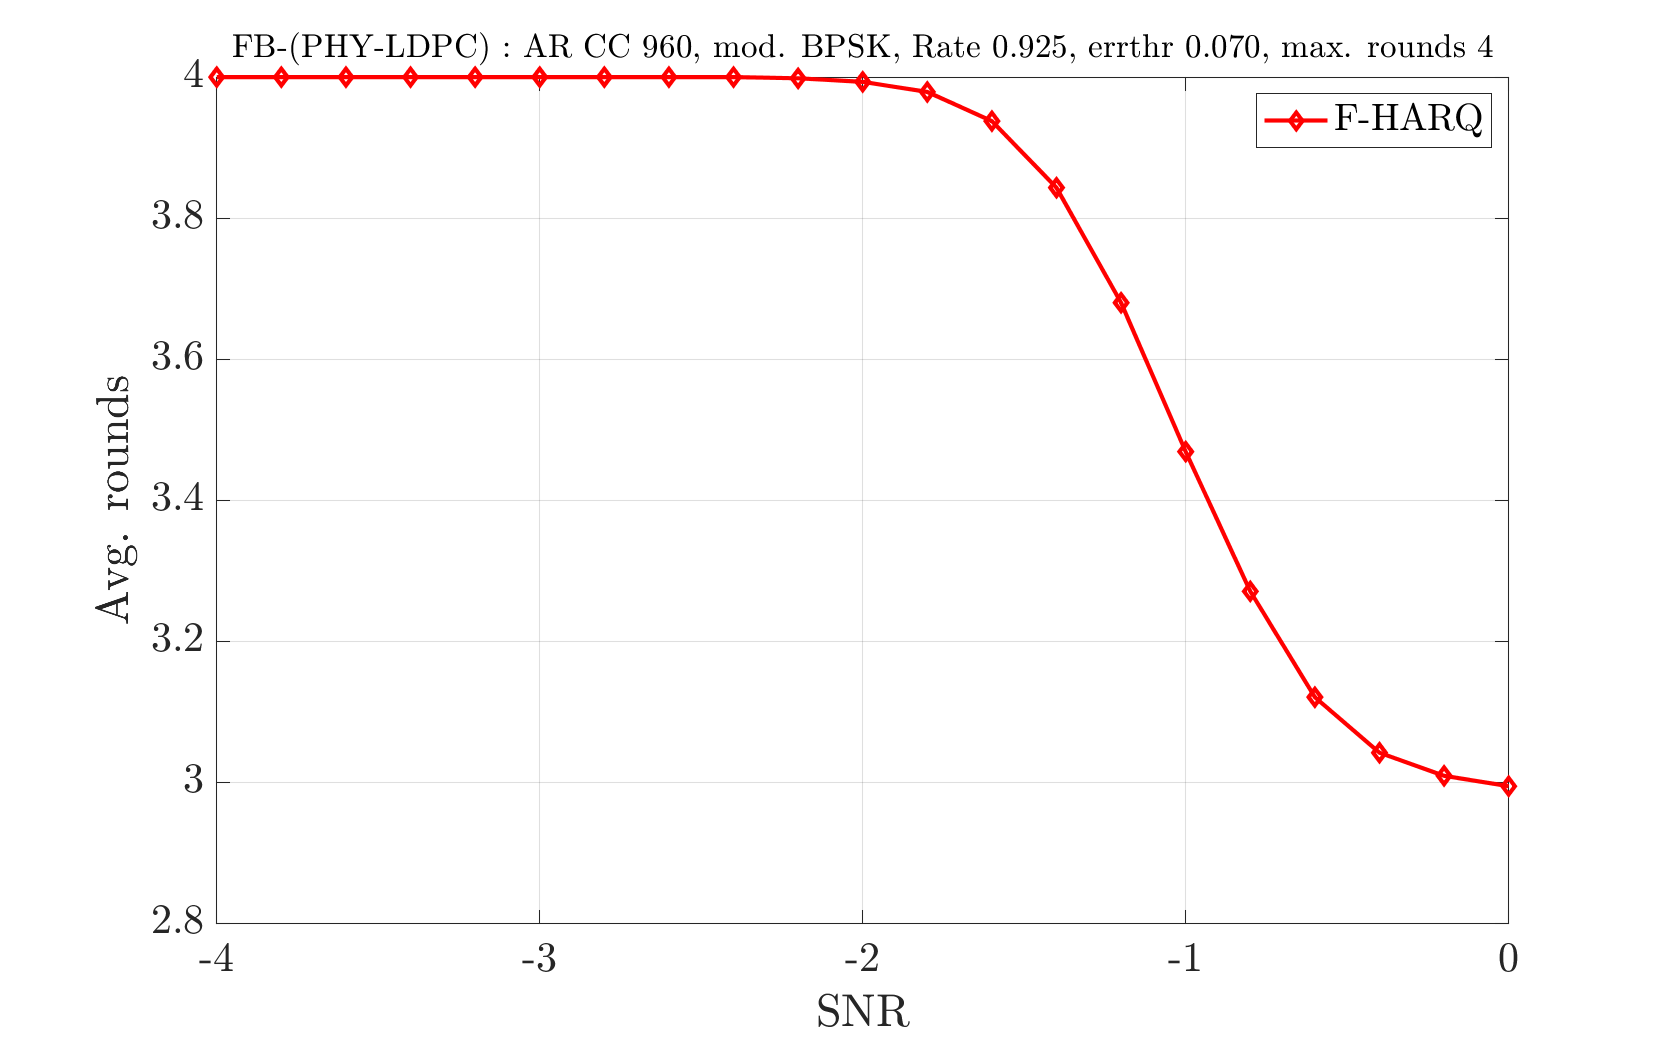 FB-(PHY-LDPC) : AR CC 960, mod. BPSK, Rate 0.925, errthr 0.070, max. rounds 4
F-HARQ
4
3.8
3.6
3.4
3.2
3
2.8
Avg. rounds
-4 -3 -2 -1 0
SNR